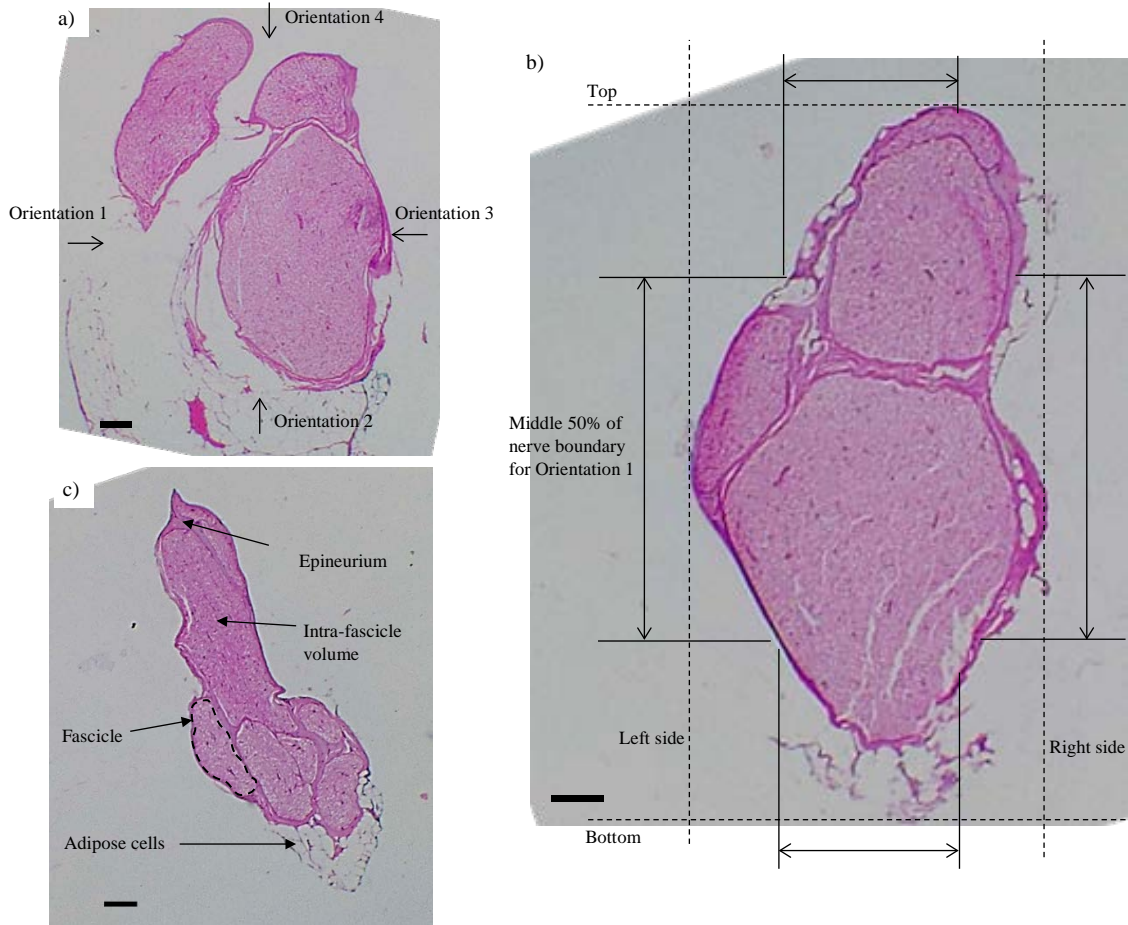 a)
Orientation 4
Orientation 1
Orientation 3
Orientation 2
b)
Top
Middle 50% of
nerve boundary
for Orientation 1
Left side
Right side
Bottom
c)
Epineurium
Intra-fascicle
volume
Fascicle
Adipose cells